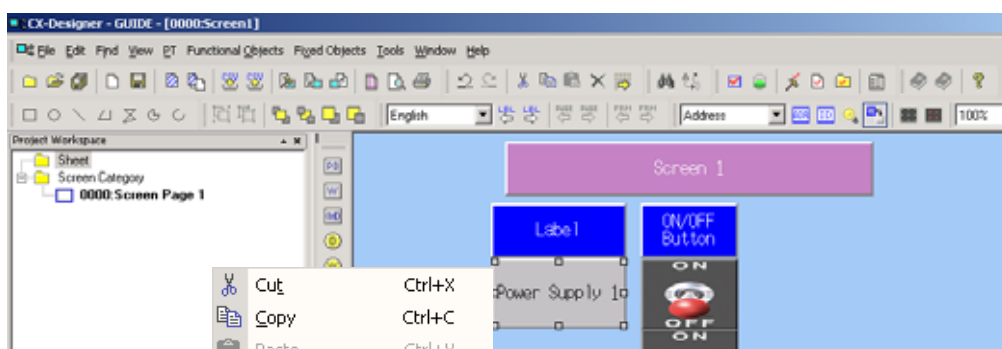 CX-Designer - GUIDE - [0000:Screen1]
File Edit Find View PT Functional Objects Fixed Objects Tools Window Help
English Address 100%
Project Workspace
Sheet
Screen Category
0000:Screen Page 1
Screen 1
Label
ON/OFF
Button
Power Supply 1
ON
OFF
ON
Cut Ctrl+X
Copy Ctrl+C
Paste Ctrl+V